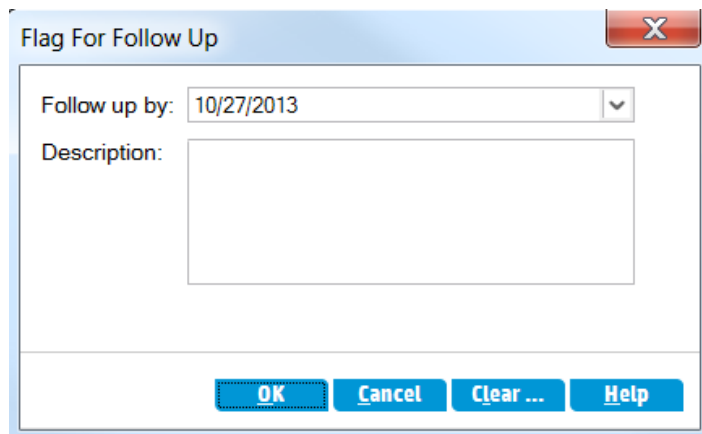 Flag For Follow Up
X
Follow up by: 10/27/2013
Description:
OK Cancel Clear ... Help